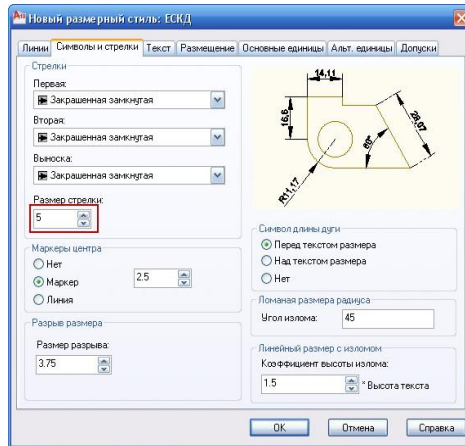 Новый размерный стиль: ЕСКД
Линии Символы и стрелки Текст Размещение Основные единицы Альт. единицы Допуски
Стрелки
Первая:
Закрашенная замкнутая
Вторая:
Закрашенная замкнутая
Выноска:
Закрашенная замкнутая
Размер стрелки:
5
Маркеры центра
Нет
Маркер
2.5
Линия
Разрыв размера
Размер разрыва:
3.75
14,11
16,6
28,07
60°
R11,17
Символ длины дуги
Перед текстом размера
Над текстом размера
Нет
Ломаная размера радиуса
Угол излома: 45
Линейный размер с изломом
Коэффициент высоты излома:
1.5 * Высота текста
OK Отмена Справка